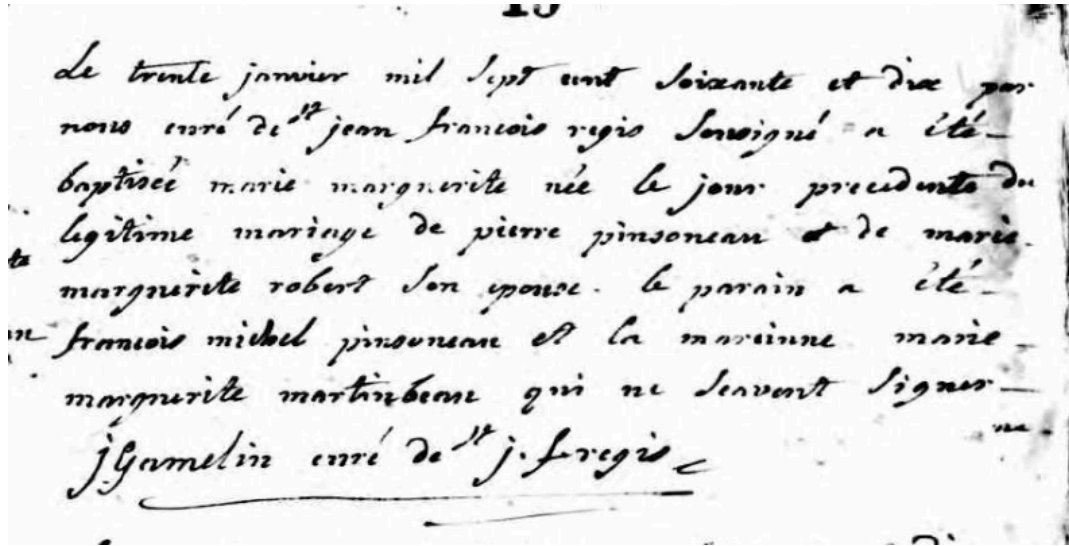 Le trente janvier mil sept cent soixante et dix par
nous curé de st jean francois regis sousigné a été
baptiseé marie marguerite née le jour precedente du
legitime mariage de pierre pinsoneau et de marie
marguerite robert son epouse. le parain a été
francois michel pinsoneau et la mareinne marie
marguerite martinbeau qui ne scavent signer
j Gamelin curé de st j. f. regis